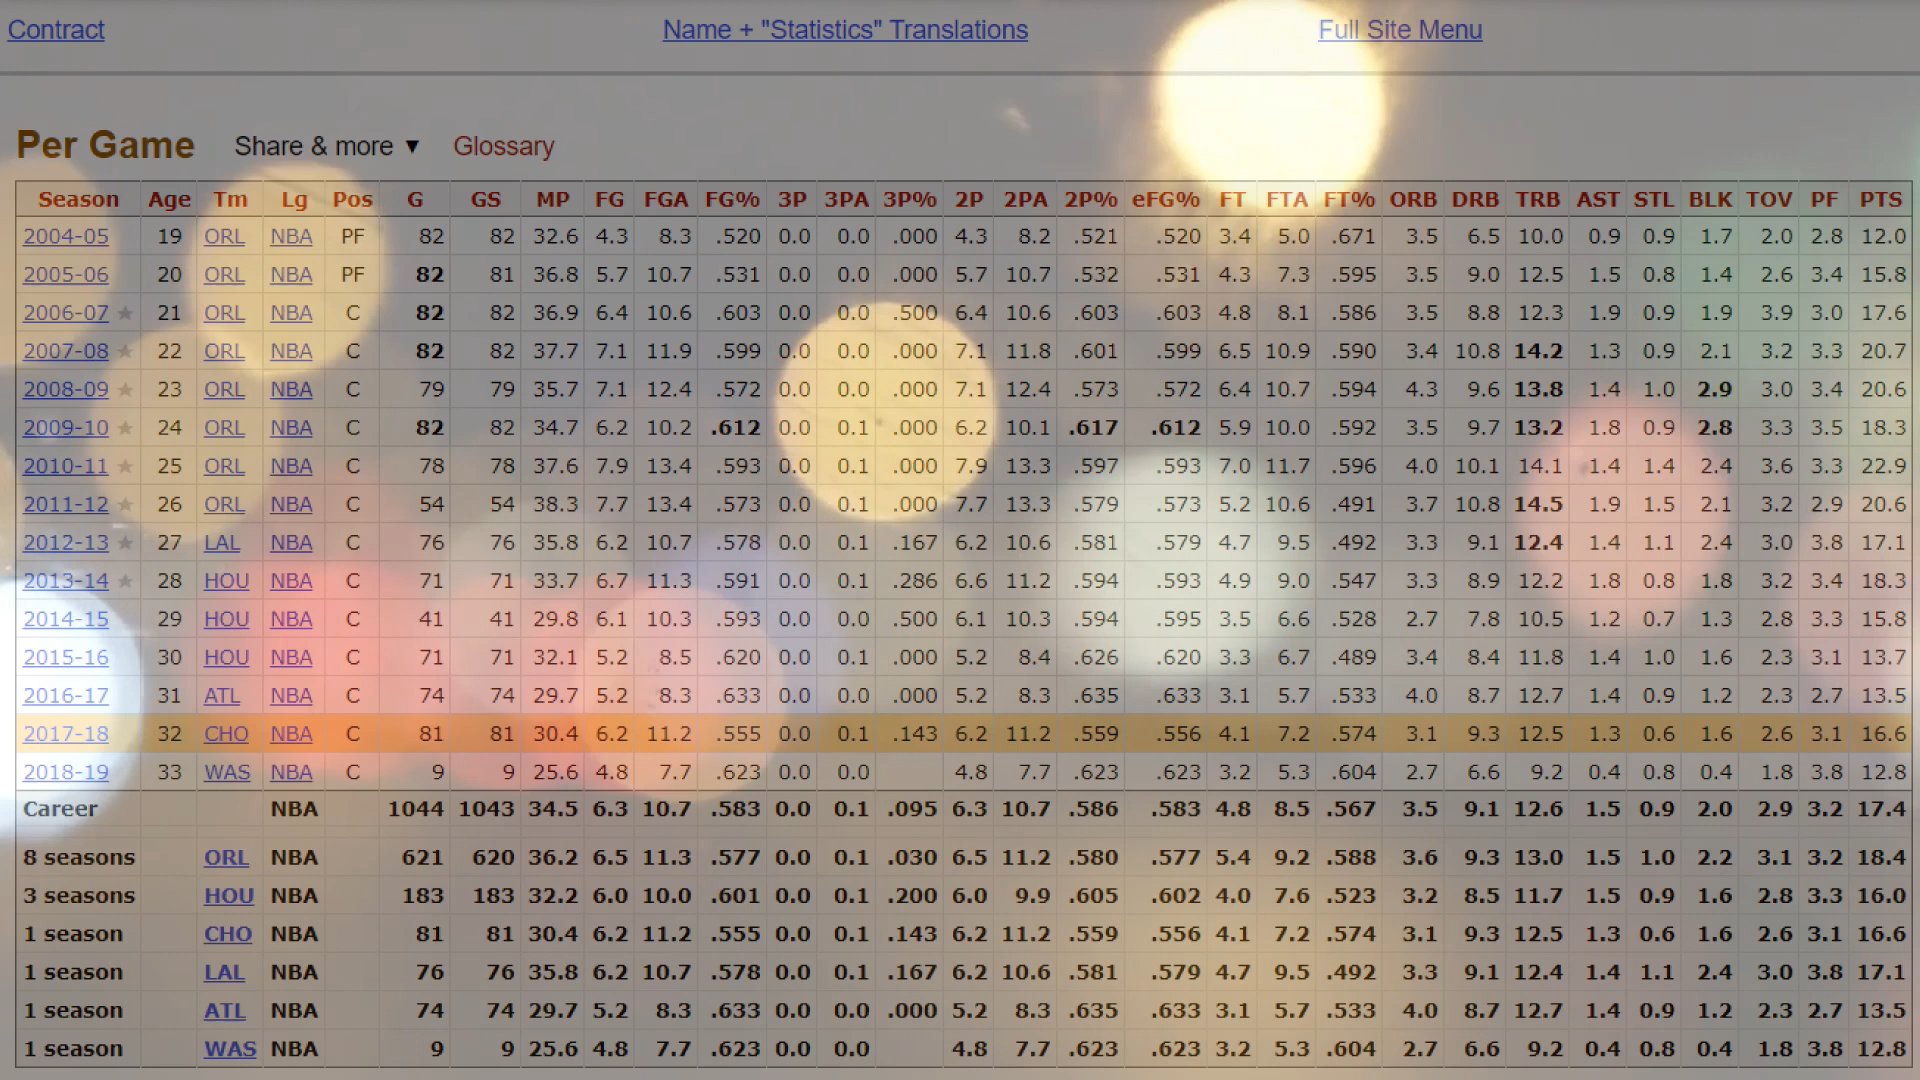 Contract Name + "Statistics" Translations Full Site Menu
Per Game Share & more ▼ Glossary
Season Age Tm Lg Pos G GS MP FG FGA FG% 3P 3PA 3P% 2P 2PA 2P% eFG% FT FTA FT% ORB DRB TRB AST STL BLK TOV PF PTS
2004-05 19 ORL NBA PF 82 82 32.6 4.3 8.3 .520 0.0 0.0 .000 4.3 8.2 .521 .520 3.4 5.0 .671 3.5 6.5 10.0 0.9 0.9 1.7 2.0 2.8 12.0
2005-06 20 ORL NBA PF 82 81 36.8 5.7 10.7 .531 0.0 0.0 .000 5.7 10.7 .532 .531 4.3 7.3 .595 3.5 9.0 12.5 1.5 0.8 1.4 2.6 3.4 15.8
2006-07 ★ 21 ORL NBA C 82 82 36.9 6.4 10.6 .603 0.0 0.0 .500 6.4 10.6 .603 .603 4.8 8.1 .586 3.5 8.8 12.3 1.9 0.9 1.9 3.9 3.0 17.6
2007-08 ★ 22 ORL NBA C 82 82 37.7 7.1 11.9 .599 0.0 0.0 .000 7.1 11.8 .601 .599 6.5 10.9 .590 3.4 10.8 14.2 1.3 0.9 2.1 3.2 3.3 20.7
2008-09 ★ 23 ORL NBA C 79 79 35.7 7.1 12.4 .572 0.0 0.0 .000 7.1 12.4 .573 .572 6.4 10.7 .594 4.3 9.6 13.8 1.4 1.0 2.9 3.0 3.4 20.6
2009-10 ★ 24 ORL NBA C 82 82 34.7 6.2 10.2 .612 0.0 0.1 .000 6.2 10.1 .617 .612 5.9 10.0 .592 3.5 9.7 13.2 1.8 0.9 2.8 3.3 3.5 18.3
2010-11 ★ 25 ORL NBA C 78 78 37.6 7.9 13.4 .593 0.0 0.1 .000 7.9 13.3 .597 .593 7.0 11.7 .596 4.0 10.1 14.1 1.4 1.4 2.4 3.6 3.3 22.9
2011-12 ★ 26 ORL NBA C 54 54 38.3 7.7 13.4 .573 0.0 0.1 .000 7.7 13.3 .579 .573 5.2 10.6 .491 3.7 10.8 14.5 1.9 1.5 2.1 3.2 2.9 20.6
2012-13 ★ 27 LAL NBA C 76 76 35.8 6.2 10.7 .578 0.0 0.1 .167 6.2 10.6 .581 .579 4.7 9.5 .492 3.3 9.1 12.4 1.4 1.1 2.4 3.0 3.8 17.1
2013-14 ★ 28 HOU NBA C 71 71 33.7 6.7 11.3 .591 0.0 0.1 .286 6.6 11.2 .594 .593 4.9 9.0 .547 3.3 8.9 12.2 1.8 0.8 1.8 3.2 3.4 18.3
2014-15 29 HOU NBA C 41 41 29.8 6.1 10.3 .593 0.0 0.0 .500 6.1 10.3 .594 .595 3.5 6.6 .528 2.7 7.8 10.5 1.2 0.7 1.3 2.8 3.3 15.8
2015-16 30 HOU NBA C 71 71 32.1 5.2 8.5 .620 0.0 0.1 .000 5.2 8.4 .626 .620 3.3 6.7 .489 3.4 8.4 11.8 1.4 1.0 1.6 2.3 3.1 13.7
2016-17 31 ATL NBA C 74 74 29.7 5.2 8.3 .633 0.0 0.0 .000 5.2 8.3 .635 .633 3.1 5.7 .533 4.0 8.7 12.7 1.4 0.9 1.2 2.3 2.7 13.5
2017-18 32 CHO NBA C 81 81 30.4 6.2 11.2 .555 0.0 0.1 .143 6.2 11.2 .559 .556 4.1 7.2 .574 3.1 9.3 12.5 1.3 0.6 1.6 2.6 3.1 16.6
2018-19 33 WAS NBA C 9 9 25.6 4.8 7.7 .623 0.0 0.0 4.8 7.7 .623 .623 3.2 5.3 .604 2.7 6.6 9.2 0.4 0.8 0.4 1.8 3.8 12.8
Career NBA 1044 1043 34.5 6.3 10.7 .583 0.0 0.1 .095 6.3 10.7 .586 .583 4.8 8.5 .567 3.5 9.1 12.6 1.5 0.9 2.0 2.9 3.2 17.4
8 seasons ORL NBA 621 620 36.2 6.5 11.3 .577 0.0 0.1 .030 6.5 11.2 .580 .577 5.4 9.2 .588 3.6 9.3 13.0 1.5 1.0 2.2 3.1 3.2 18.4
3 seasons HOU NBA 183 183 32.2 6.0 10.0 .601 0.0 0.1 .200 6.0 9.9 .605 .602 4.0 7.6 .523 3.2 8.5 11.7 1.5 0.9 1.6 2.8 3.3 16.0
1 season CHO NBA 81 81 30.4 6.2 11.2 .555 0.0 0.1 .143 6.2 11.2 .559 .556 4.1 7.2 .574 3.1 9.3 12.5 1.3 0.6 1.6 2.6 3.1 16.6
1 season LAL NBA 76 76 35.8 6.2 10.7 .578 0.0 0.1 .167 6.2 10.6 .581 .579 4.7 9.5 .492 3.3 9.1 12.4 1.4 1.1 2.4 3.0 3.8 17.1
1 season ATL NBA 74 74 29.7 5.2 8.3 .633 0.0 0.0 .000 5.2 8.3 .635 .633 3.1 5.7 .533 4.0 8.7 12.7 1.4 0.9 1.2 2.3 2.7 13.5
1 season WAS NBA 9 9 25.6 4.8 7.7 .623 0.0 0.0 4.8 7.7 .623 .623 3.2 5.3 .604 2.7 6.6 9.2 0.4 0.8 0.4 1.8 3.8 12.8